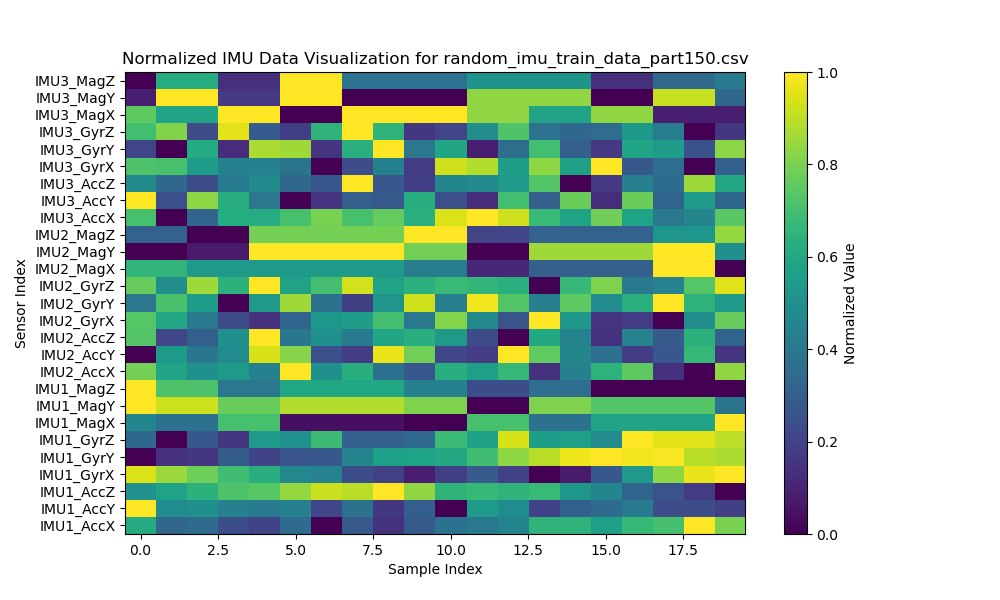 Normalized IMU Data Visualization for random_imu_train_data_part150.csv
Sensor Index
IMU3_MagZ
IMU3_MagY
IMU3_MagX
IMU3_GyrZ
IMU3_GyrY
IMU3_GyrX
IMU3_AccZ
IMU3_AccY
IMU3_AccX
IMU2_MagZ
IMU2_MagY
IMU2_MagX
IMU2_GyrZ
IMU2_GyrY
IMU2_GyrX
IMU2_AccZ
IMU2_AccY
IMU2_AccX
IMU1_MagZ
IMU1_MagY
IMU1_MagX
IMU1_GyrZ
IMU1_GyrY
IMU1_GyrX
IMU1_AccZ
IMU1_AccY
IMU1_AccX
0.0 2.5 5.0 7.5 10.0 12.5 15.0 17.5
Sample Index
1.0
0.8
0.6
0.4
0.2
0.0
Normalized Value